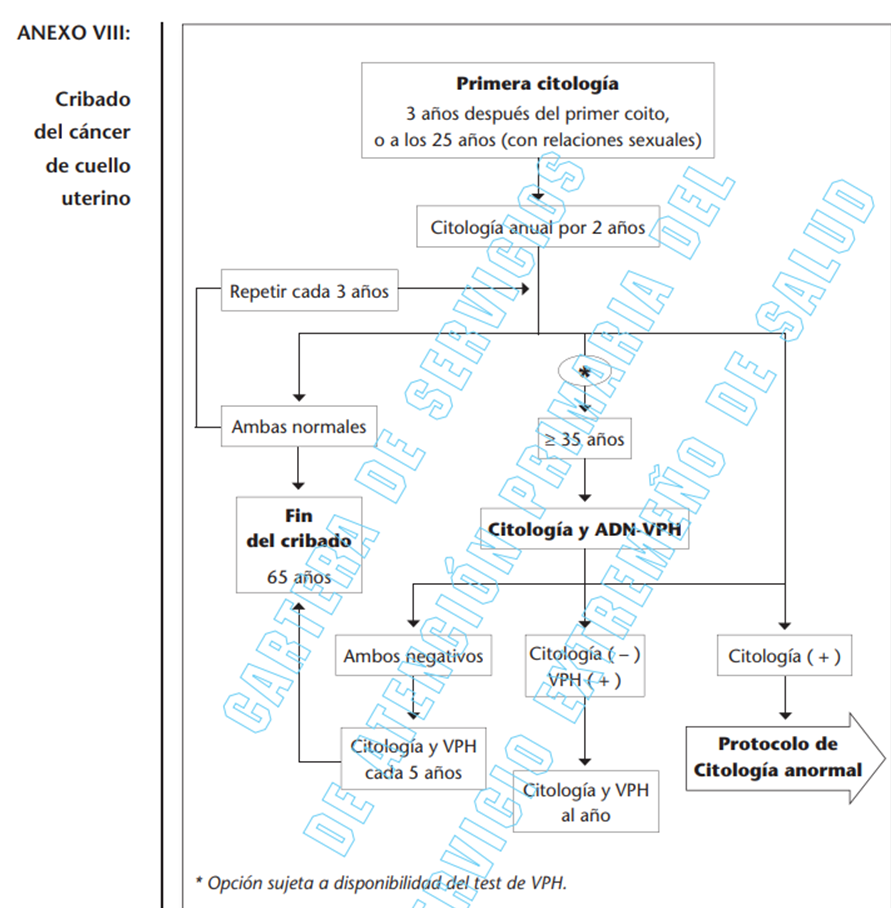 ANEXO VIII:
Cribado
del cáncer
de cuello
uterino
Primera citología
3 años después del primer coito,
o a los 25 años (con relaciones sexuales)
Citología anual por 2 años
Repetir cada 3 años
*
Ambas normales
≥ 35 años
Fin
del cribado
65 años
Citología y ADN-VPH
Ambos negativos
Citología ( – )
VPH ( + )
Citología ( + )
Citología y VPH
cada 5 años
Citología y VPH
al año
Protocolo de
Citología anormal
* Opción sujeta a disponibilidad del test de VPH.
CARTERA DE SERVICIOS
DE ATENCIÓN PRIMARIA DEL
SERVICIO EXTREMEÑO DE SALUD